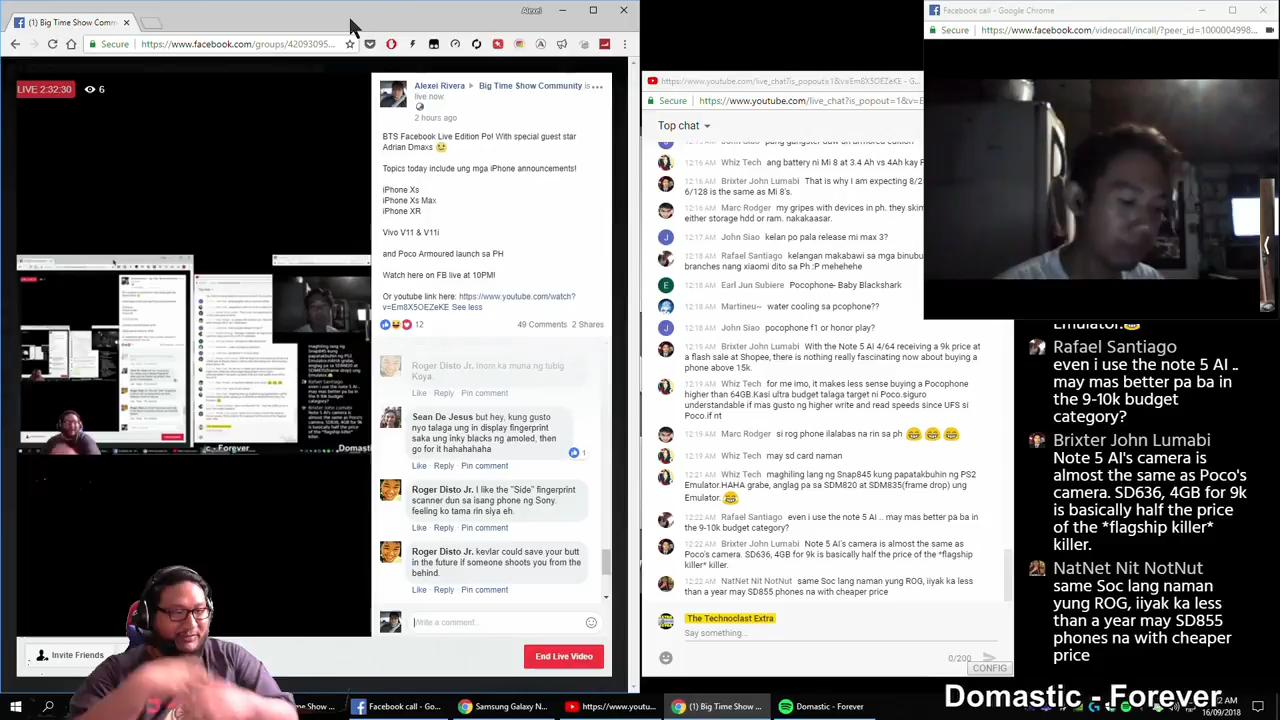 Alexei
(1) Big Time Show Comm
Secure
https://www.facebook.com/groups/42093095...
LIVE 2:2:30
Alexei Rivera
Big Time Show Community is
live now.
2 hours ago
BTS Facebook Live Edition Po! With special guest star
Adrian Dmaxs
Topics today include ung mga iPhone announcements!
iPhone Xs
iPhone Xs Max
iPhone XR
Vivo V11 & V11i
and Poco Armoured launch sa PH
Watch here on FB live at 10PM!
Or youtube link here: https://www.youtube.com/watch?
v=Em8X5OEZeKE See less
12
49 Comments 2 Shares
Roger Disto Jr. Inom ka muna ng tubig
Koya.
Like Reply Pin comment
Sean De Jesus but hey, kung gusto
nyo talaga ung in display fingerprint
saka ung inky blacks ng amoled, then
go for it hahahahaha
1
Like Reply Pin comment
Roger Disto Jr. I like the "Side" fingerprint
scanner dun sa isang phone ng Sony.
feeling ko tama rin siya eh.
Like Reply Pin comment
Roger Disto Jr. kevlar could save your butt
in the future if someone shoots you from the
behind.
Like Reply Pin comment
Write a comment...
Invite Friends
End Live Video
https://www.youtube.com/live_chat?is_popout=1&v=Em8X5OEZeKE - G...
Secure
https://www.youtube.com/live_chat?is_popout=1&v=E
Top chat
12:16 AM Whiz Tech ang battery ni Mi 8 at 3.4 Ah vs 4Ah kay P
12:16 AM Brixter John Lumabi That is why I am expecting 8/2
6/128 is the same as Mi 8's.
12:16 AM Marc Rodger my gripes with devices in ph. they skim
either storage hdd or ram. nakakaasar.
12:17 AM John Siao kelan po pala release mi max 3?
12:18 AM Rafael Santiago kelangan makabawi sa mga binubu
branches nang xiaomi dito sa Ph :P mehehehe
12:18 AM Earl Jun Subiere Pocophone- Baby Blackshark
12:18 AM Martineu~ water cooling sa pcophone??
12:18 AM John Siao pocophone f1 or honor play?
12:19 AM Brixter John Lumabi With the Note 5 AI 4/64 receiving a 9k price at
a flash sale at Shopee, there is nothing really fascinating now about buying a
phone above 15k.
12:19 AM Whiz Tech for me imo, it makes less sense buying a Pocophone
higher than 64GB.Kasi ultra budget talaga target ni Poco.siguro
understandable if mas gusto ng higher write and read speeds since UFS si
Poco.if nt
12:19 AM Marc Rodger si rog phone ilalabas na rin sa ph
12:19 AM Whiz Tech may sd card naman
12:21 AM Whiz Tech maghiling lang ng Snap845 kung papatakbuhin ng PS2
Emulator.HAHA grabe, anglag pa sa SDM820 at SDM835(frame drop) ung
Emulator.
12:22 AM Rafael Santiago even i use the note 5 AI .. may mas better pa ba in
the 9-10k budget category?
12:22 AM Brixter John Lumabi Note 5 AI's camera is almost the same as
Poco's camera. SD636, 4GB for 9k is basically half the price of the *flagship
killer* killer.
12:22 AM NatNet Nit NotNut same Soc lang naman yung ROG, iiyak ka less
than a year may SD855 phones na with cheaper price
The Technoclast Extra
Say something...
0/200
CONFIG
Facebook call - Google Chrome
Secure
https://www.facebook.com/videocall/incall/?peer_id=1000004998...
Emulator.
Rafael Santiago
even i use the note 5 AI ..
may mas better pa ba in
the 9-10k budget
category?
Brixter John Lumabi
Note 5 AI's camera is
almost the same as Poco's
camera. SD636, 4GB for 9k
is basically half the price
of the *flagship killer*
killer.
NatNet Nit NotNut
same Soc lang naman
yung ROG, iiyak ka less
than a year may SD855
phones na with cheaper
price
Domastic - Forever
Facebook call - Go...
Samsung Galaxy N...
https://www.youtu...
(1) Big Time Show ...
Domastic - Forever
16/09/2018